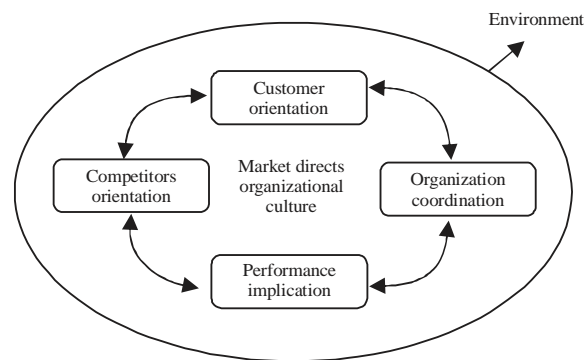 Environment
Customer
orientation
Competitors
orientation
Market directs
organizational
culture
Organization
coordination
Performance
implication